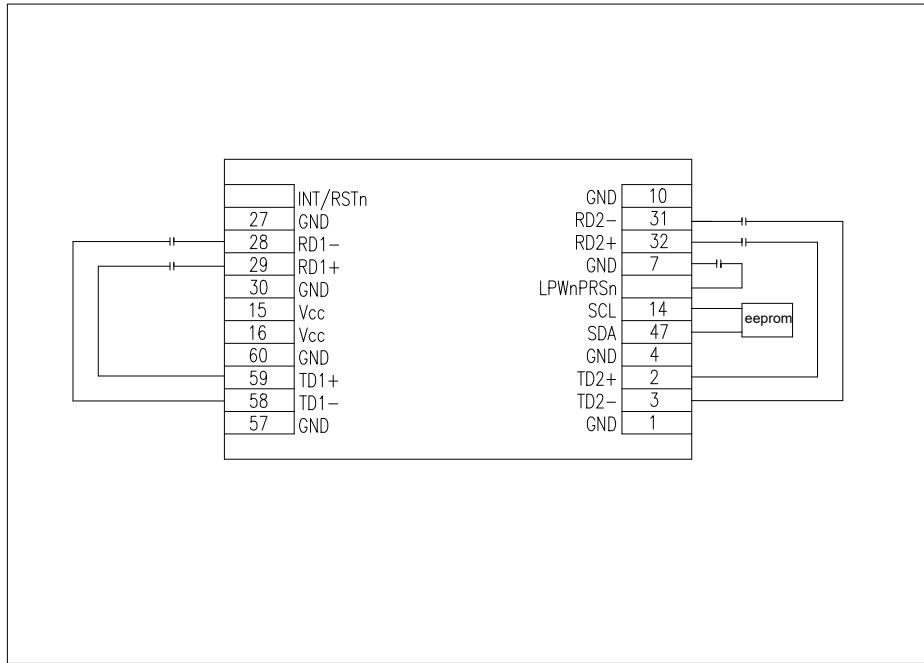 INT/RSTn GND 10
27 GND RD2- 31
28 RD1- RD2+ 32
29 RD1+ GND 7
30 GND LPWnPRSn
15 Vcc SCL 14 eeprom
16 Vcc SDA 47
60 GND GND 4
59 TD1+ TD2+ 2
58 TD1- TD2- 3
57 GND GND 1